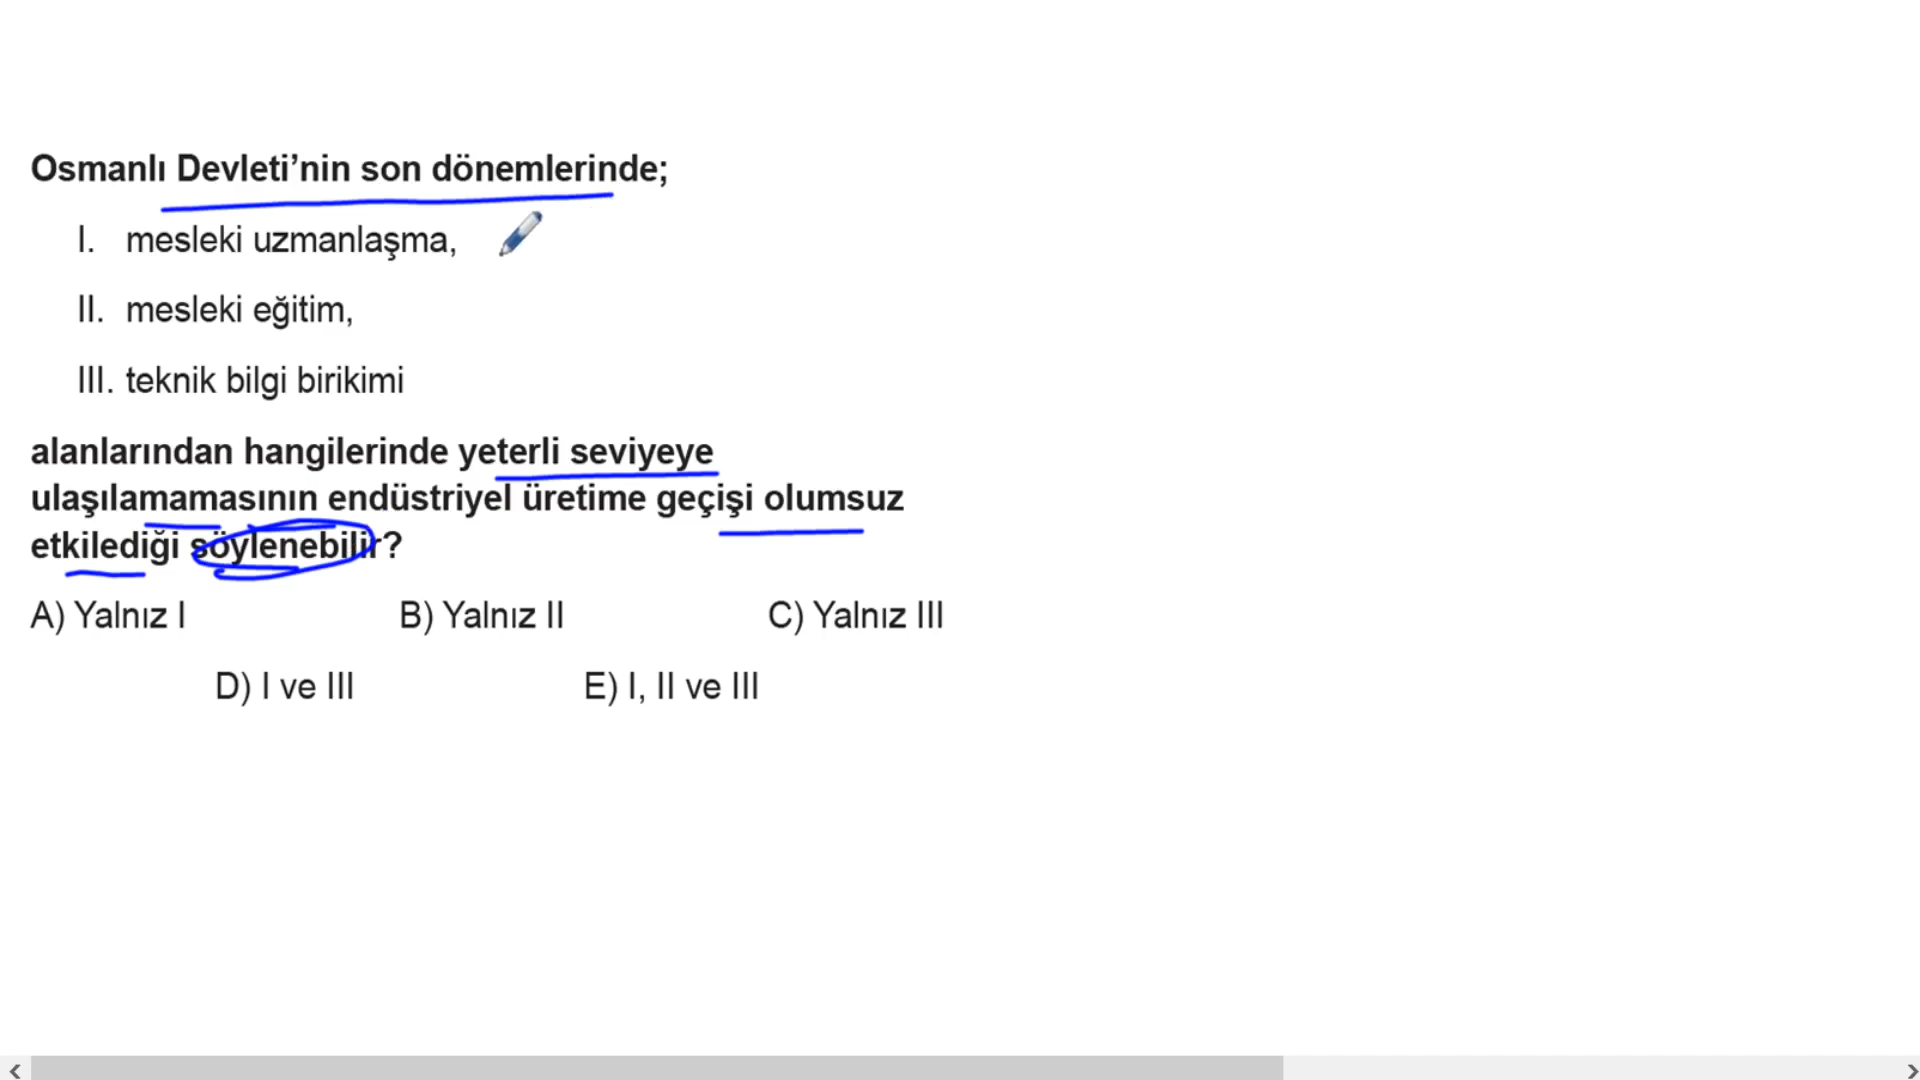 Osmanlı Devleti’nin son dönemlerinde;
I. mesleki uzmanlaşma,
II. mesleki eğitim,
III. teknik bilgi birikimi
alanlarından hangilerinde yeterli seviyeye
ulaşılamamasının endüstriyel üretime geçişi olumsuz
etkilediği söylenebilir?
A) Yalnız I B) Yalnız II C) Yalnız III
D) I ve III E) I, II ve III